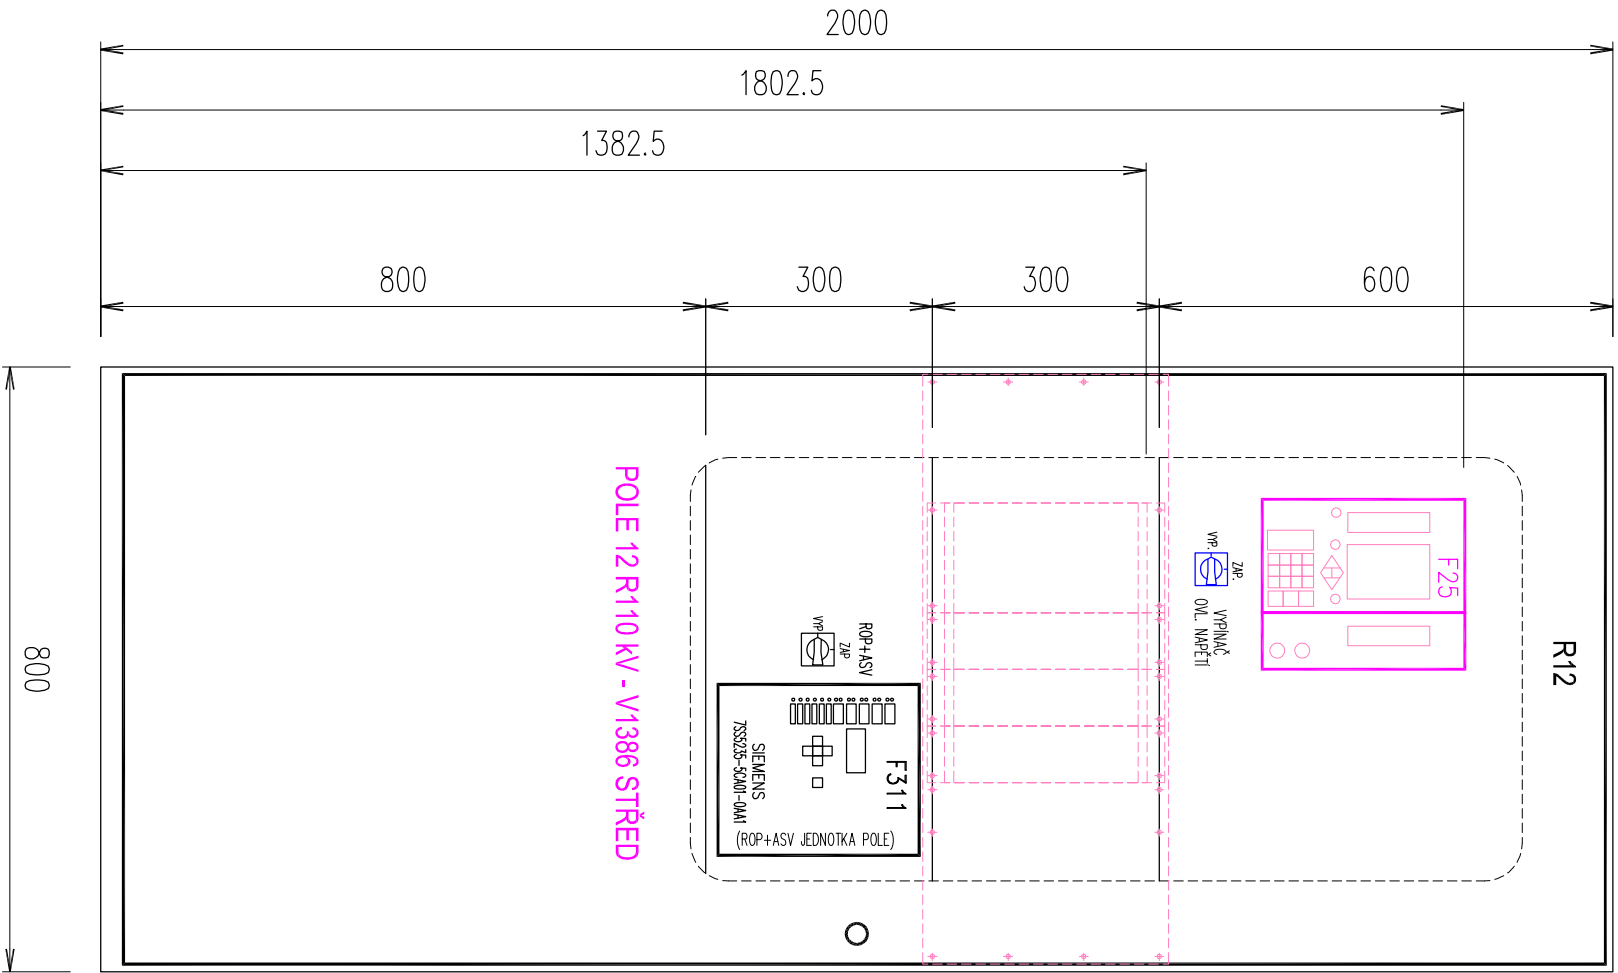 2000
1802.5
1382.5
800
300
300
600
800
R12
F25
VYP.
ZAP.
VYPÍNAČ
OVL. NAPĚTÍ
ROP+ASV
VYP
ZAP
F311
SIEMENS
7SS5235-5CA01-0AA1
(ROP+ASV JEDNOTKA POLE)
POLE 12 R110 kV - V1386 STŘED